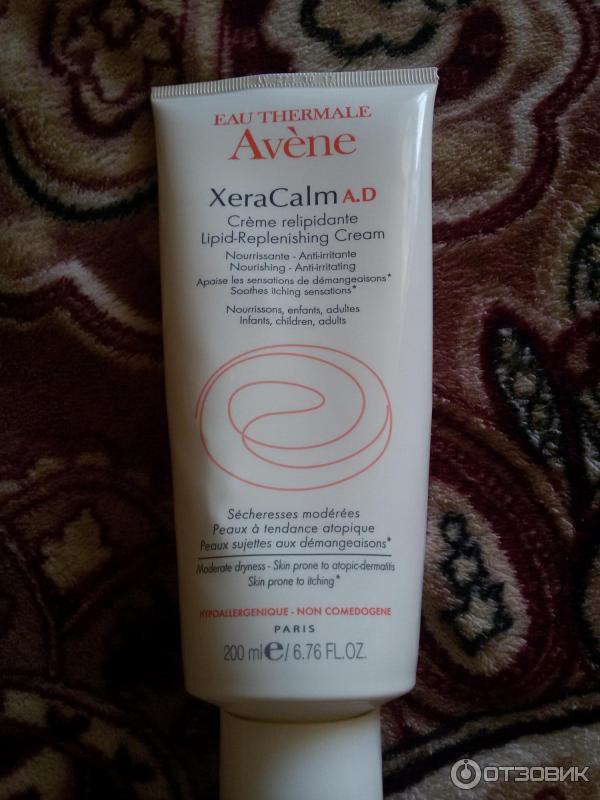 EAU THERMALE
Avène
XeraCalm A.D
Crème relipidante
Lipid-Replenishing Cream
Nourrissante - Anti-irritante
Nourishing - Anti-irritating
Apaise les sensations de démangeaisons*
Soothes itching sensations*
Nourrissons, enfants, adultes
Infants, children, adults
Sécheresses modérées
Peaux à tendance atopique
Peaux sujettes aux démangeaisons*
Moderate dryness - Skin prone to atopic-dermatitis
Skin prone to itching*
HYPOALLERGENIQUE - NON COMEDOGENE
PARIS
200 ml e / 6.76 FL.OZ.
ОТЗОВИК